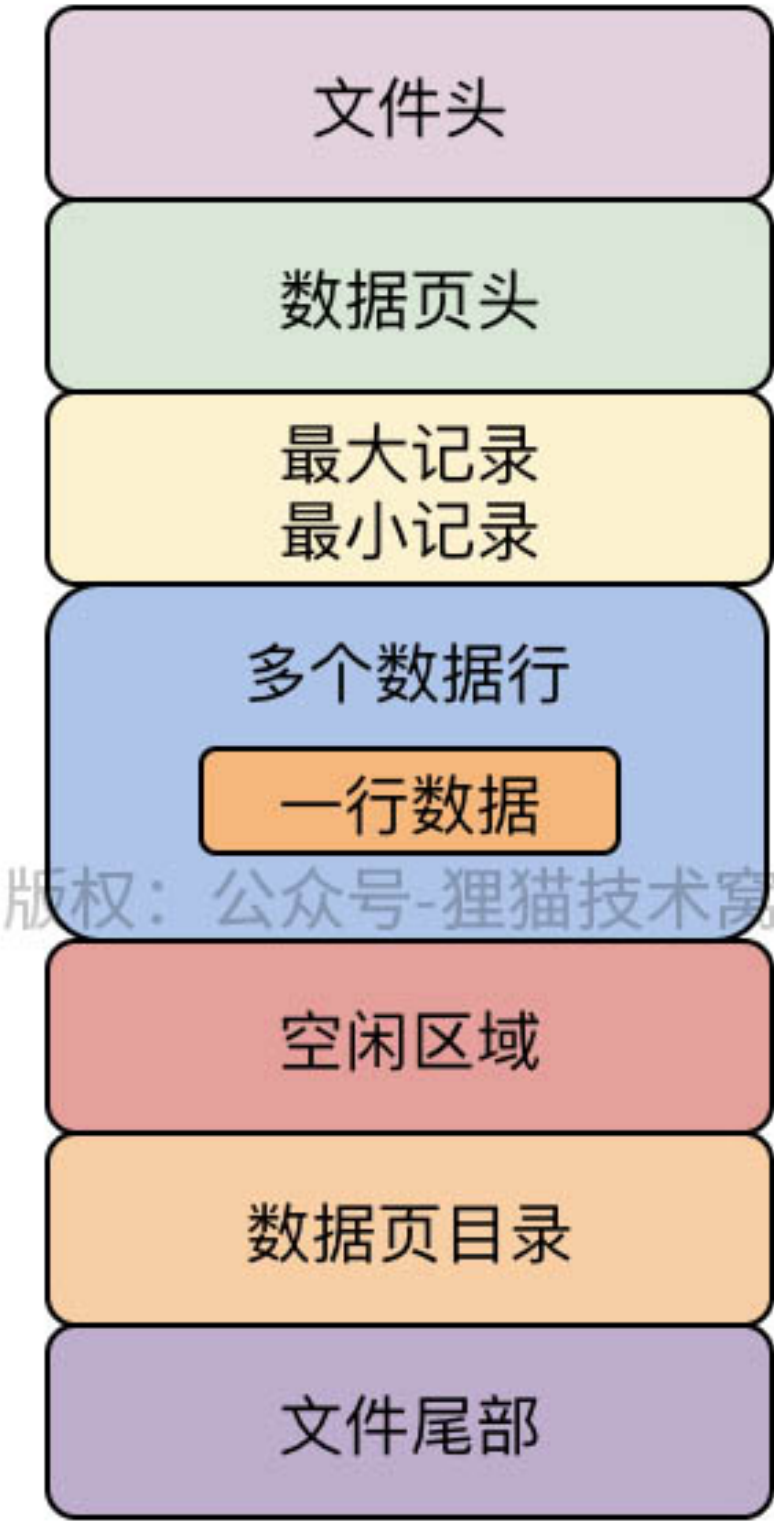 文件头
数据页头
最大记录
最小记录
多个数据行
一行数据
版权：公众号-狸猫技术窝
空闲区域
数据页目录
文件尾部